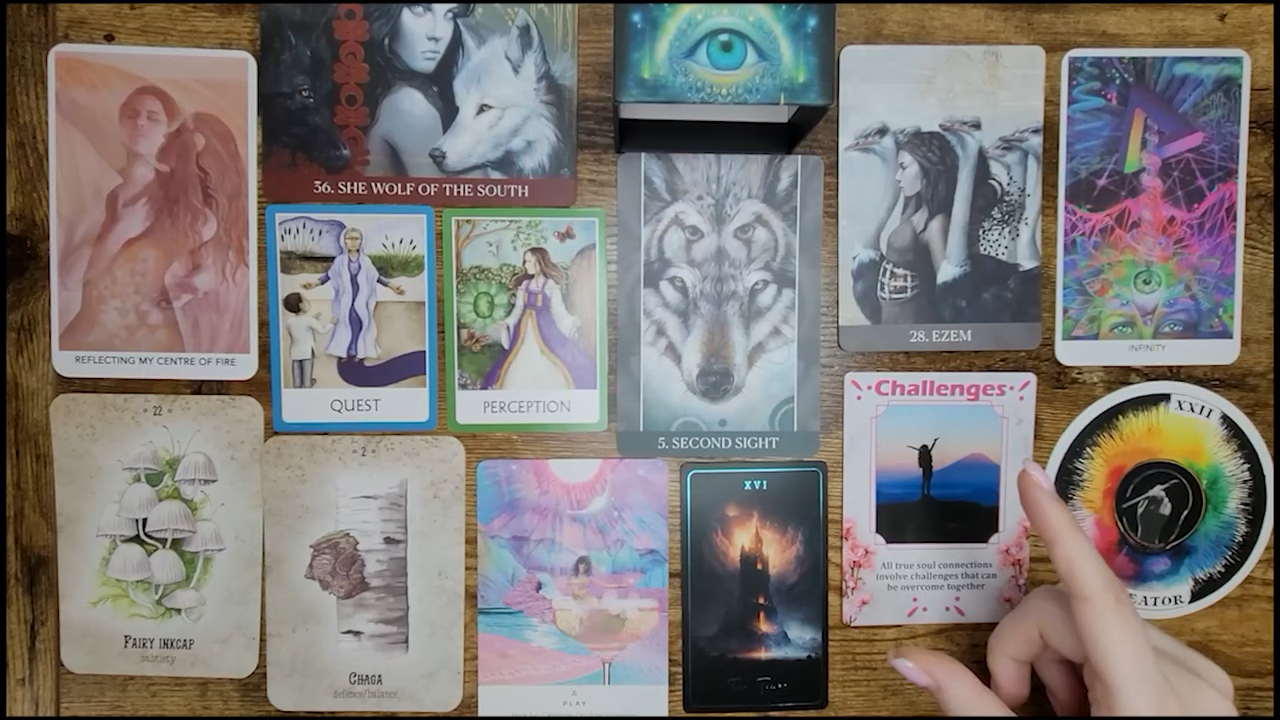 36. SHE WOLF OF THE SOUTH
REFLECTING MY CENTRE OF FIRE
QUEST
PERCEPTION
5. SECOND SIGHT
28. EZEM
INFINITY
22
FAIRY INKCAP
subtlety
2
CHAGA
defence/balance
PLAY
XVI
Challenges
All true soul connections
involve challenges that can
be overcome together
XXII
EATOR